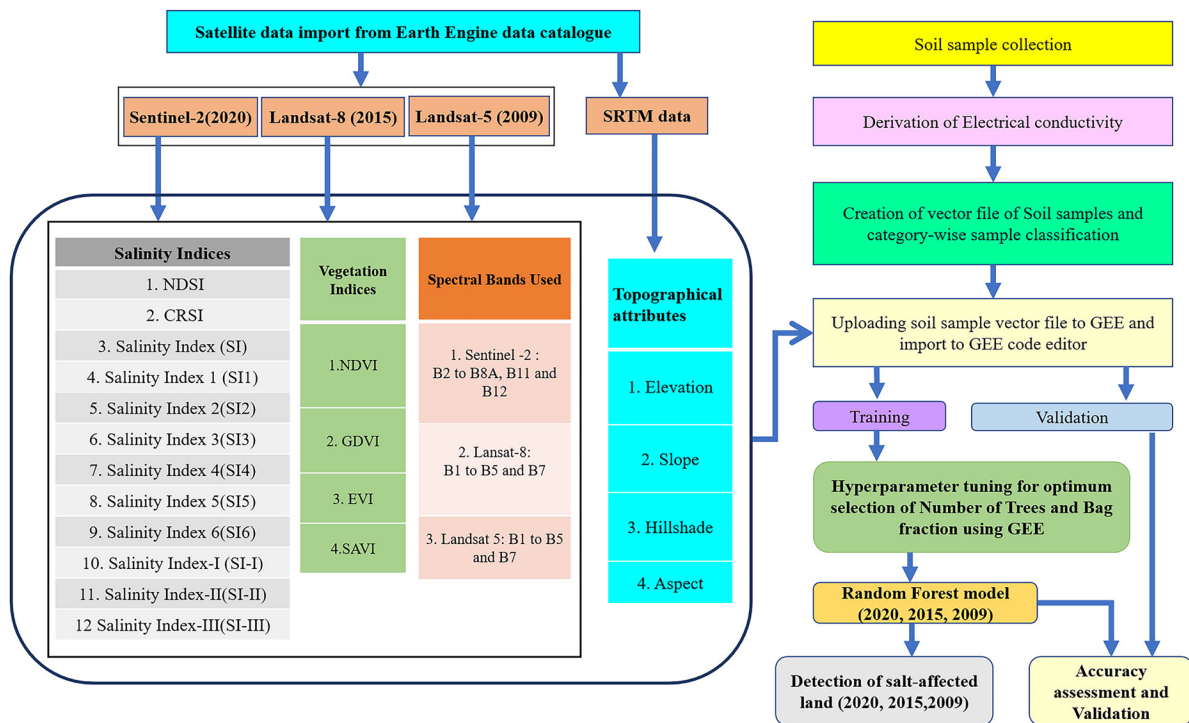 Satellite data import from Earth Engine data catalogue
Sentinel-2(2020)
Landsat-8 (2015)
Landsat-5 (2009)
SRTM data
Salinity Indices
1. NDSI
2. CRSI
3. Salinity Index (SI)
4. Salinity Index 1 (SI1)
5. Salinity Index 2(SI2)
6. Salinity Index 3(SI3)
7. Salinity Index 4(SI4)
8. Salinity Index 5(SI5)
9. Salinity Index 6(SI6)
10. Salinity Index-I (SI-I)
11. Salinity Index-II(SI-II)
12 Salinity Index-III(SI-III)
Vegetation
Indices
1.NDVI
2. GDVI
3. EVI
4.SAVI
Spectral Bands Used
1. Sentinel -2 :
B2 to B8A, B11 and
B12
2. Lansat-8:
B1 to B5 and B7
3. Landsat 5: B1 to B5
and B7
Topographical
attributes
1. Elevation
2. Slope
3. Hillshade
4. Aspect
Soil sample collection
Derivation of Electrical conductivity
Creation of vector file of Soil samples and
category-wise sample classification
Uploading soil sample vector file to GEE and
import to GEE code editor
Training
Validation
Hyperparameter tuning for optimum
selection of Number of Trees and Bag
fraction using GEE
Random Forest model
(2020, 2015, 2009)
Detection of salt-affected
land (2020, 2015,2009)
Accuracy
assessment and
Validation